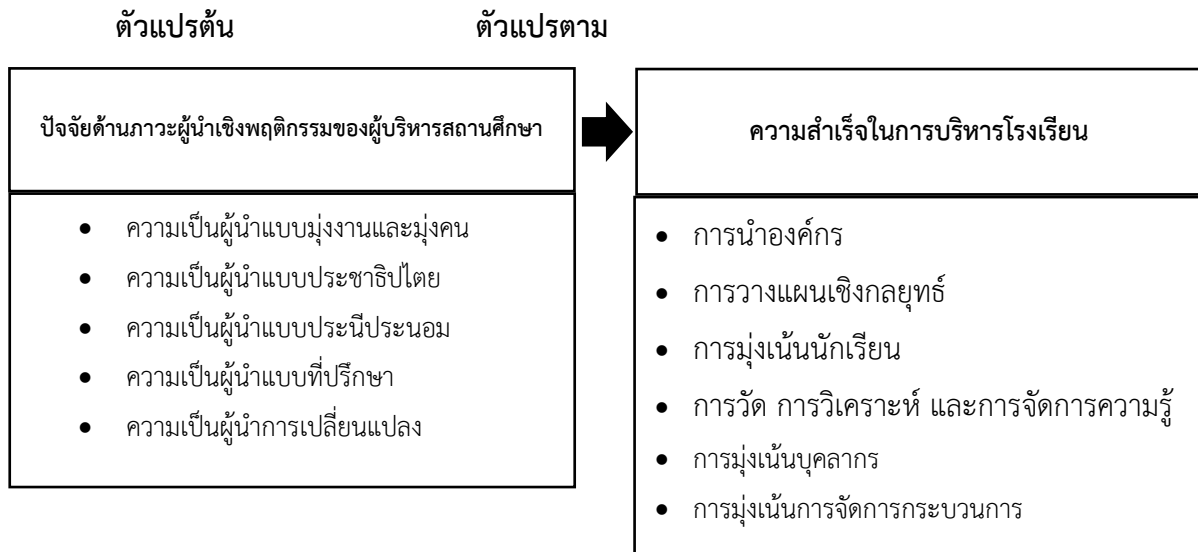 ตัวแปรต้น ตัวแปรตาม
ปัจจัยด้านภาวะผู้นำเชิงพฤติกรรมของผู้บริหารสถานศึกษา
• ความเป็นผู้นำแบบมุ่งงานและมุ่งคน
• ความเป็นผู้นำแบบประชาธิปไตย
• ความเป็นผู้นำแบบประนีประนอม
• ความเป็นผู้นำแบบที่ปรึกษา
• ความเป็นผู้นำการเปลี่ยนแปลง
ความสำเร็จในการบริหารโรงเรียน
• การนำองค์กร
• การวางแผนเชิงกลยุทธ์
• การมุ่งเน้นนักเรียน
• การวัด การวิเคราะห์ และการจัดการความรู้
• การมุ่งเน้นบุคลากร
• การมุ่งเน้นการจัดการกระบวนการ